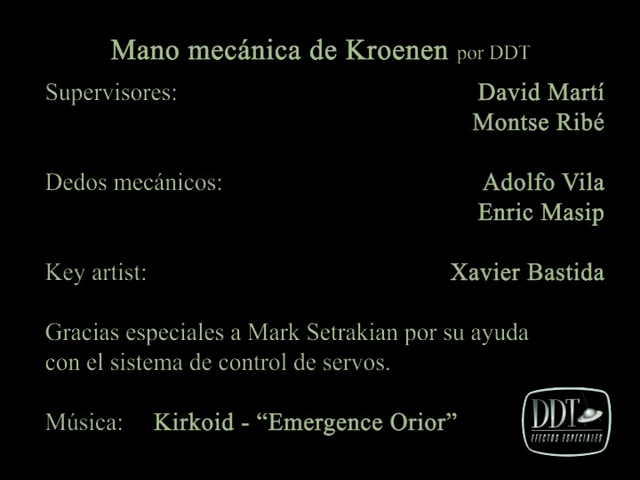 Mano mecánica de Kroenen por DDT
Supervisores: David Martí
Montse Ribé
Dedos mecánicos: Adolfo Vila
Enric Masip
Key artist: Xavier Bastida
Gracias especiales a Mark Setrakian por su ayuda
con el sistema de control de servos.
Música: Kirkoid - “Emergence Orior”
DDT
EFECTOS ESPECIALES